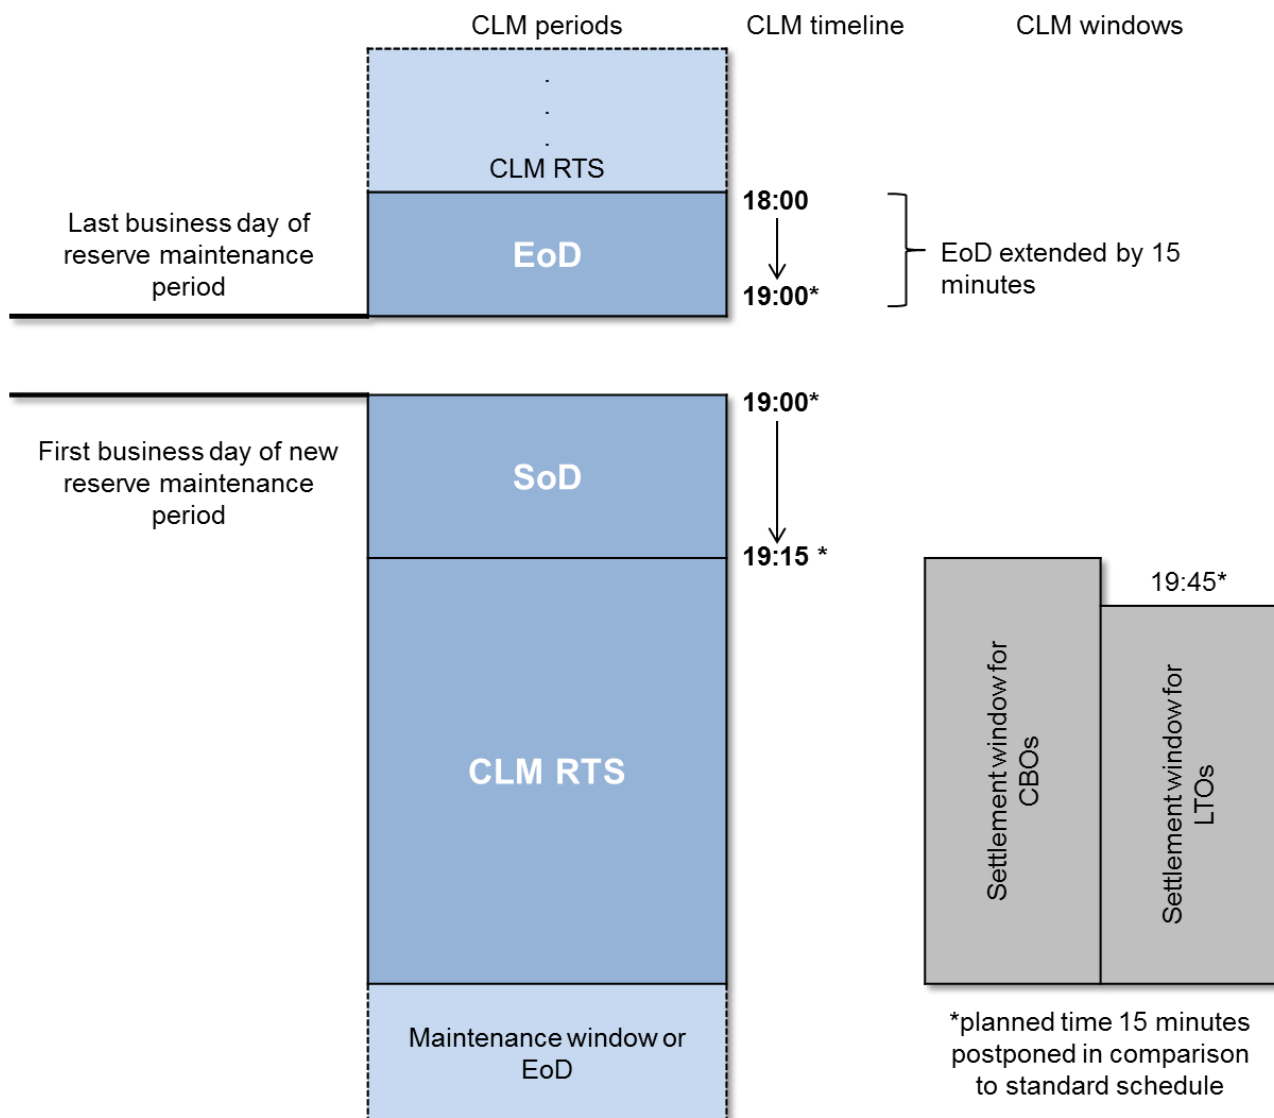 CLM periods
CLM timeline
CLM windows
.
.
.
CLM RTS
Last business day of
reserve maintenance
period
EoD
18:00
19:00*
EoD extended by 15
minutes
First business day of new
reserve maintenance
period
SoD
19:00*
19:15 *
CLM RTS
19:45*
Settlement window for
CBOs
Settlement window for
LTOs
Maintenance window or
EoD
*planned time 15 minutes
postponed in comparison
to standard schedule